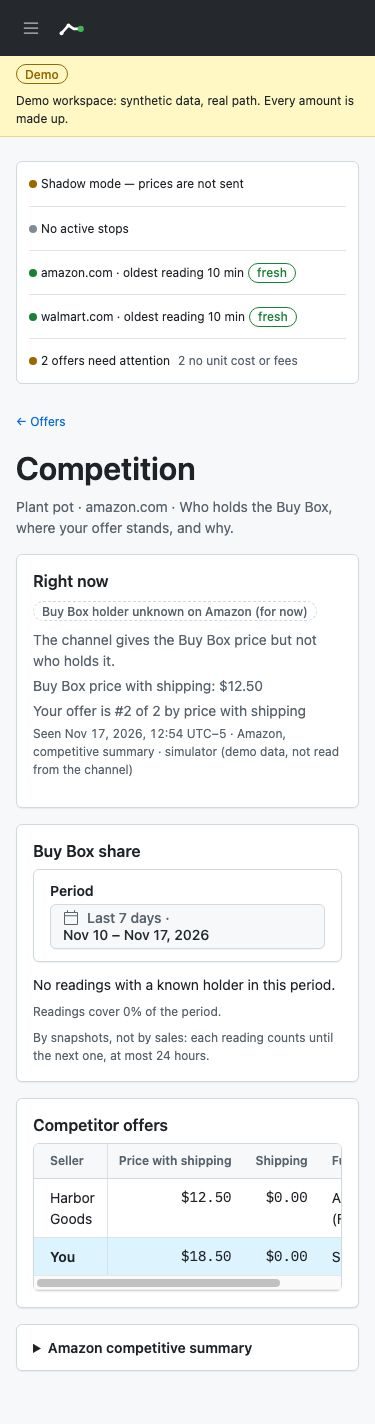 Demo
Demo workspace: synthetic data, real path. Every amount is
made up.
Shadow mode — prices are not sent
No active stops
amazon.com · oldest reading 10 min fresh
walmart.com · oldest reading 10 min fresh
2 offers need attention 2 no unit cost or fees
← Offers
Competition
Plant pot · amazon.com · Who holds the Buy Box,
where your offer stands, and why.
Right now
Buy Box holder unknown on Amazon (for now)
The channel gives the Buy Box price but not
who holds it.
Buy Box price with shipping: $12.50
Your offer is #2 of 2 by price with shipping
Seen Nov 17, 2026, 12:54 UTC−5 · Amazon,
competitive summary · simulator (demo data, not read
from the channel)
Buy Box share
Period
Last 7 days ·
Nov 10 – Nov 17, 2026
No readings with a known holder in this period.
Readings cover 0% of the period.
By snapshots, not by sales: each reading counts until
the next one, at most 24 hours.
Competitor offers
Seller Price with shipping Shipping
Harbor $12.50 $0.00
Goods
You $18.50 $0.00
Amazon competitive summary